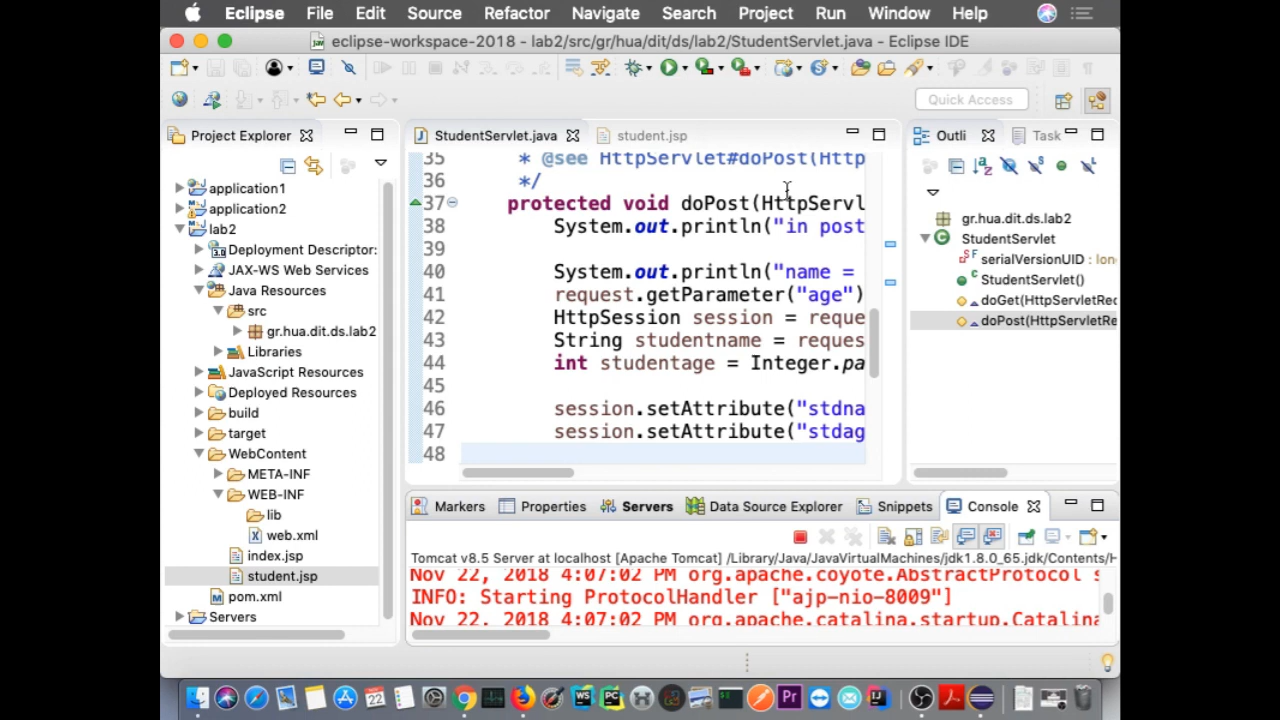 Eclipse File Edit Source Refactor Navigate Search Project Run Window Help
eclipse-workspace-2018 - lab2/src/gr/hua/dit/ds/lab2/StudentServlet.java - Eclipse IDE
Quick Access
Project Explorer
StudentServlet.java
student.jsp
Outli
Task
application1
application2
lab2
Deployment Descriptor:
JAX-WS Web Services
Java Resources
src
gr.hua.dit.ds.lab2
Libraries
JavaScript Resources
Deployed Resources
build
target
WebContent
META-INF
WEB-INF
lib
web.xml
index.jsp
student.jsp
pom.xml
Servers
35 * @see HttpServlet#doPost(Http
36 */
37 protected void doPost(HttpServl
38 System.out.println("in post
39
40 System.out.println("name =
41 request.getParameter("age")
42 HttpSession session = reque
43 String studentname = reques
44 int studentage = Integer.pa
45
46 session.setAttribute("stdna
47 session.setAttribute("stdag
48
gr.hua.dit.ds.lab2
StudentServlet
serialVersionUID : lon
StudentServlet()
doGet(HttpServletRec
doPost(HttpServletRe
Markers Properties Servers Data Source Explorer Snippets Console
Tomcat v8.5 Server at localhost [Apache Tomcat] /Library/Java/JavaVirtualMachines/jdk1.8.0_65.jdk/Contents/H
Nov 22, 2018 4:07:02 PM org.apache.coyote.AbstractProtocol s
INFO: Starting ProtocolHandler ["ajp-nio-8009"]
Nov 22, 2018 4:07:02 PM org.apache.catalina.startup.Catalina